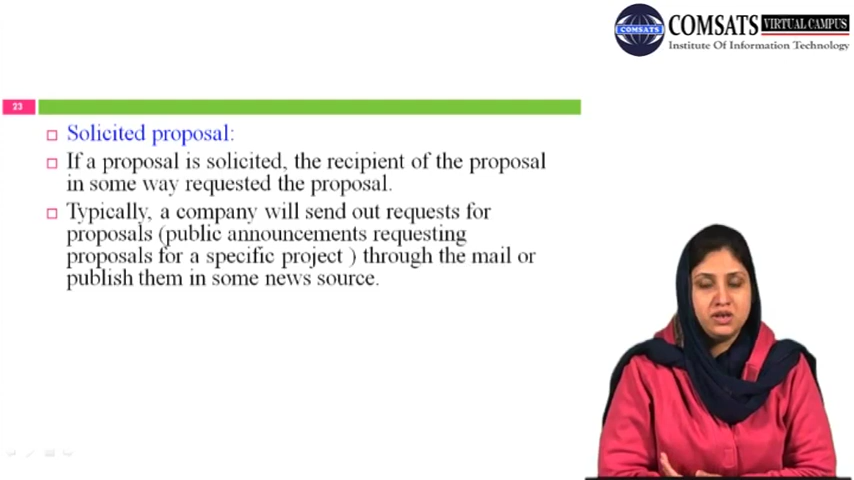 COMSATS VIRTUAL CAMPUS
COMSATS
Institute Of Information Technology
23
Solicited proposal:
If a proposal is solicited, the recipient of the proposal
in some way requested the proposal.
Typically, a company will send out requests for
proposals (public announcements requesting
proposals for a specific project ) through the mail or
publish them in some news source.